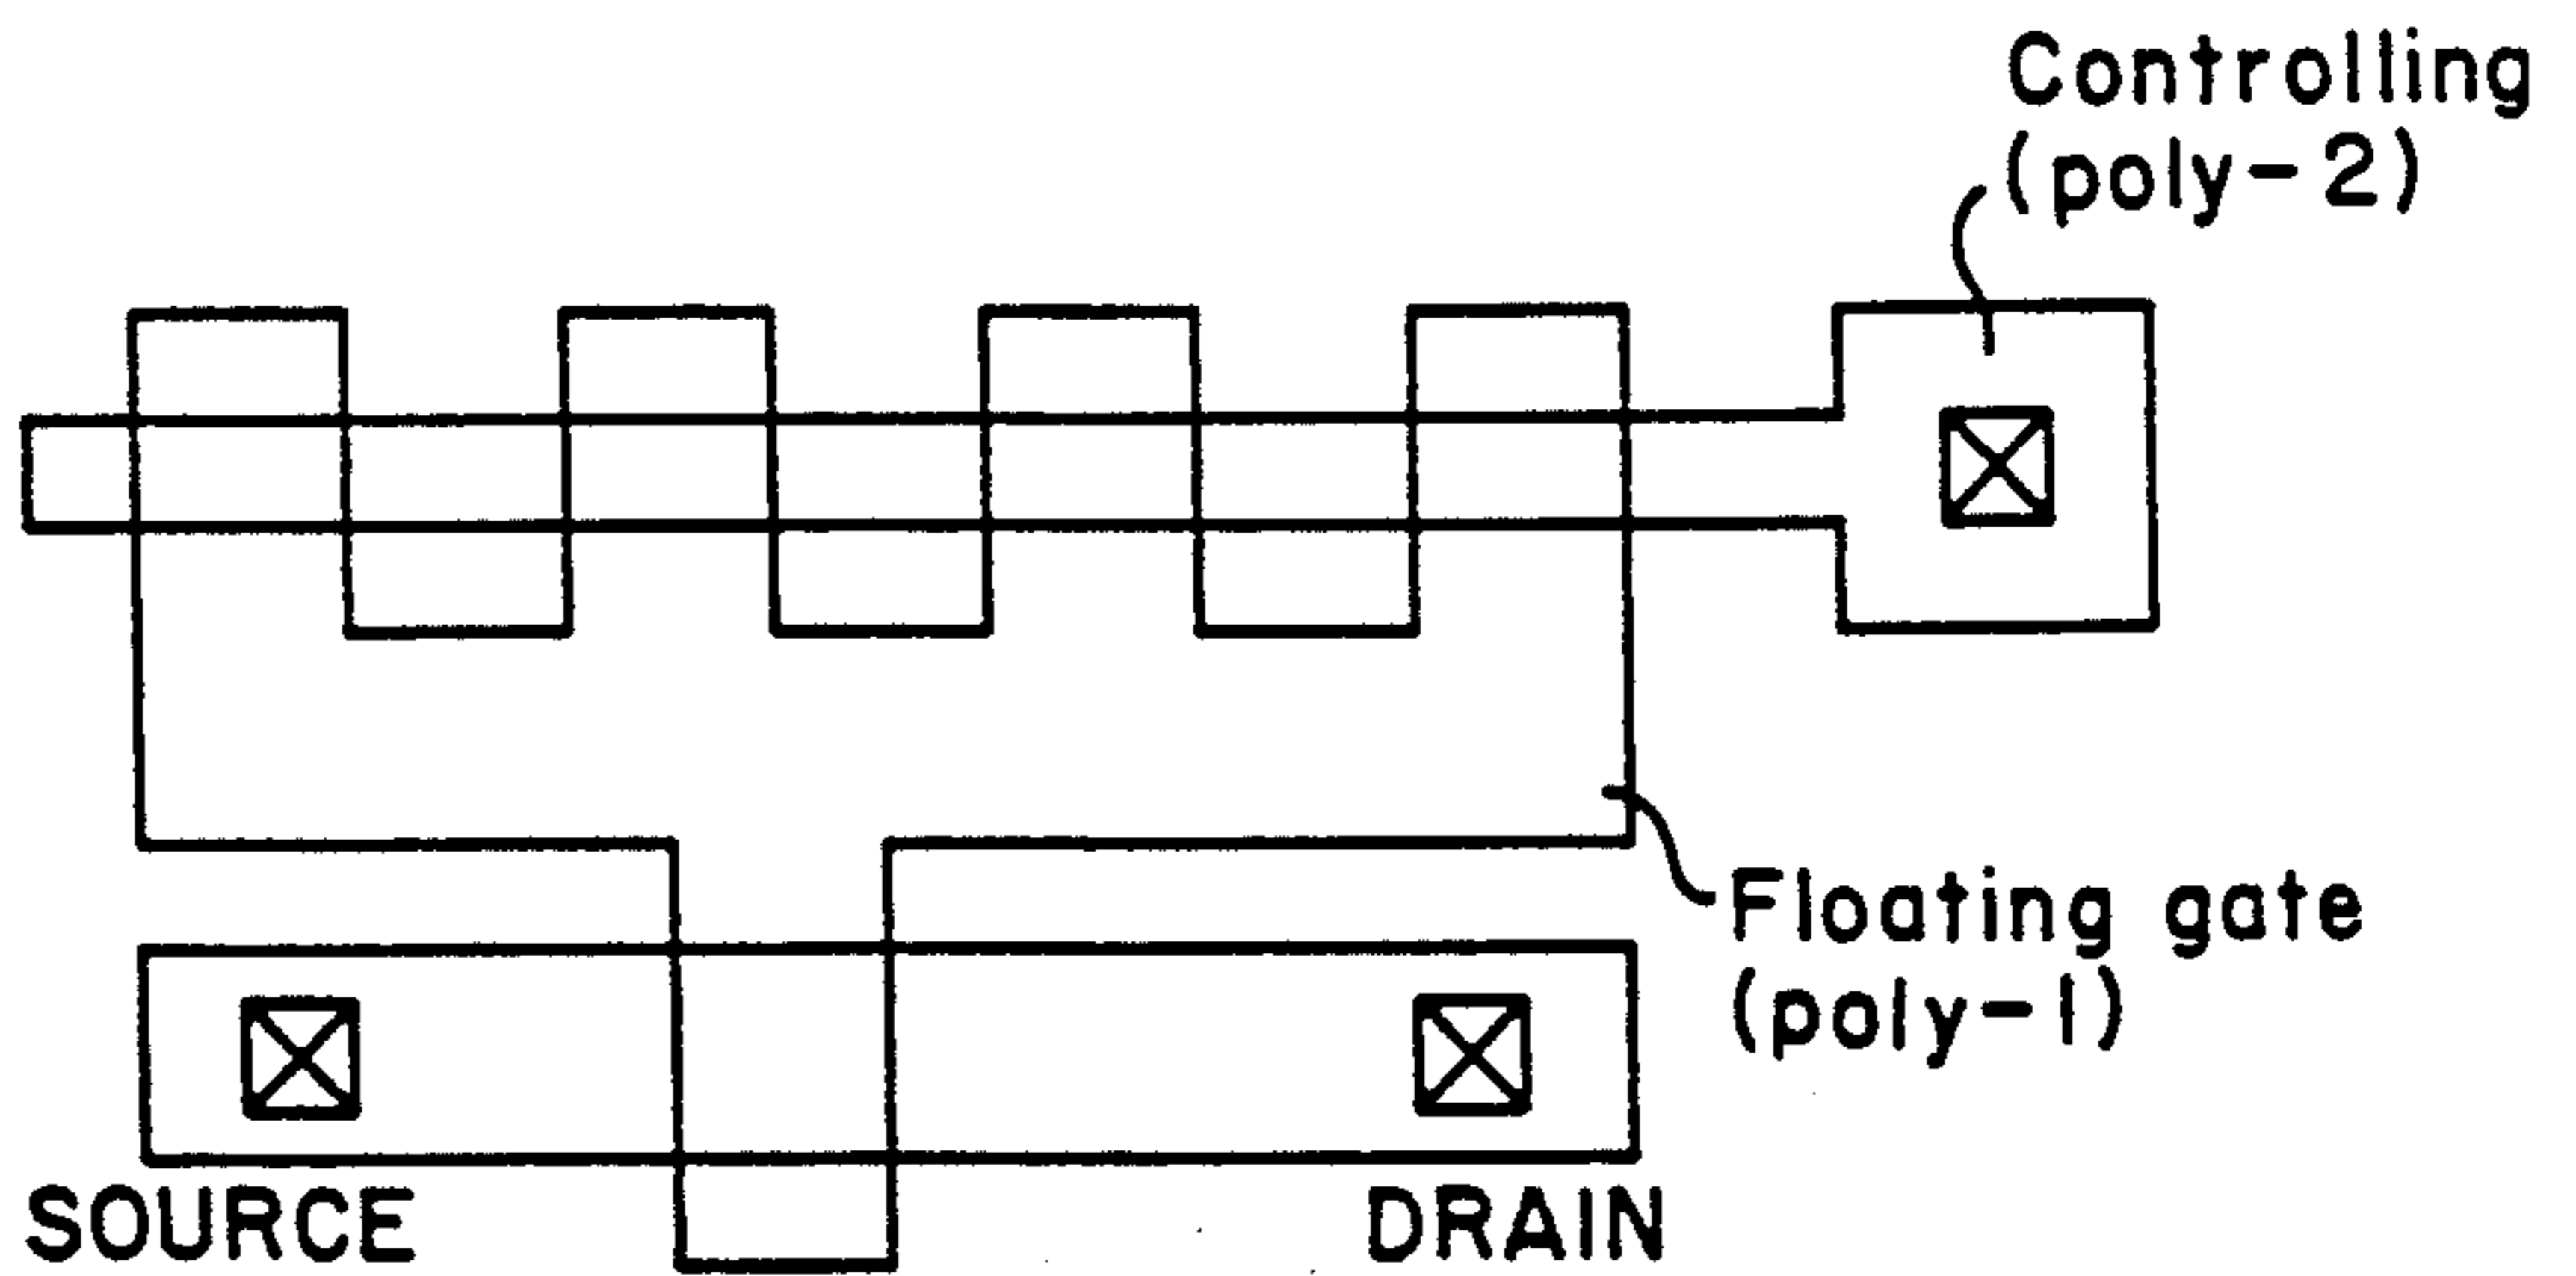 Controlling
(poly-2)
Floating gate
(poly-1)
SOURCE
DRAIN